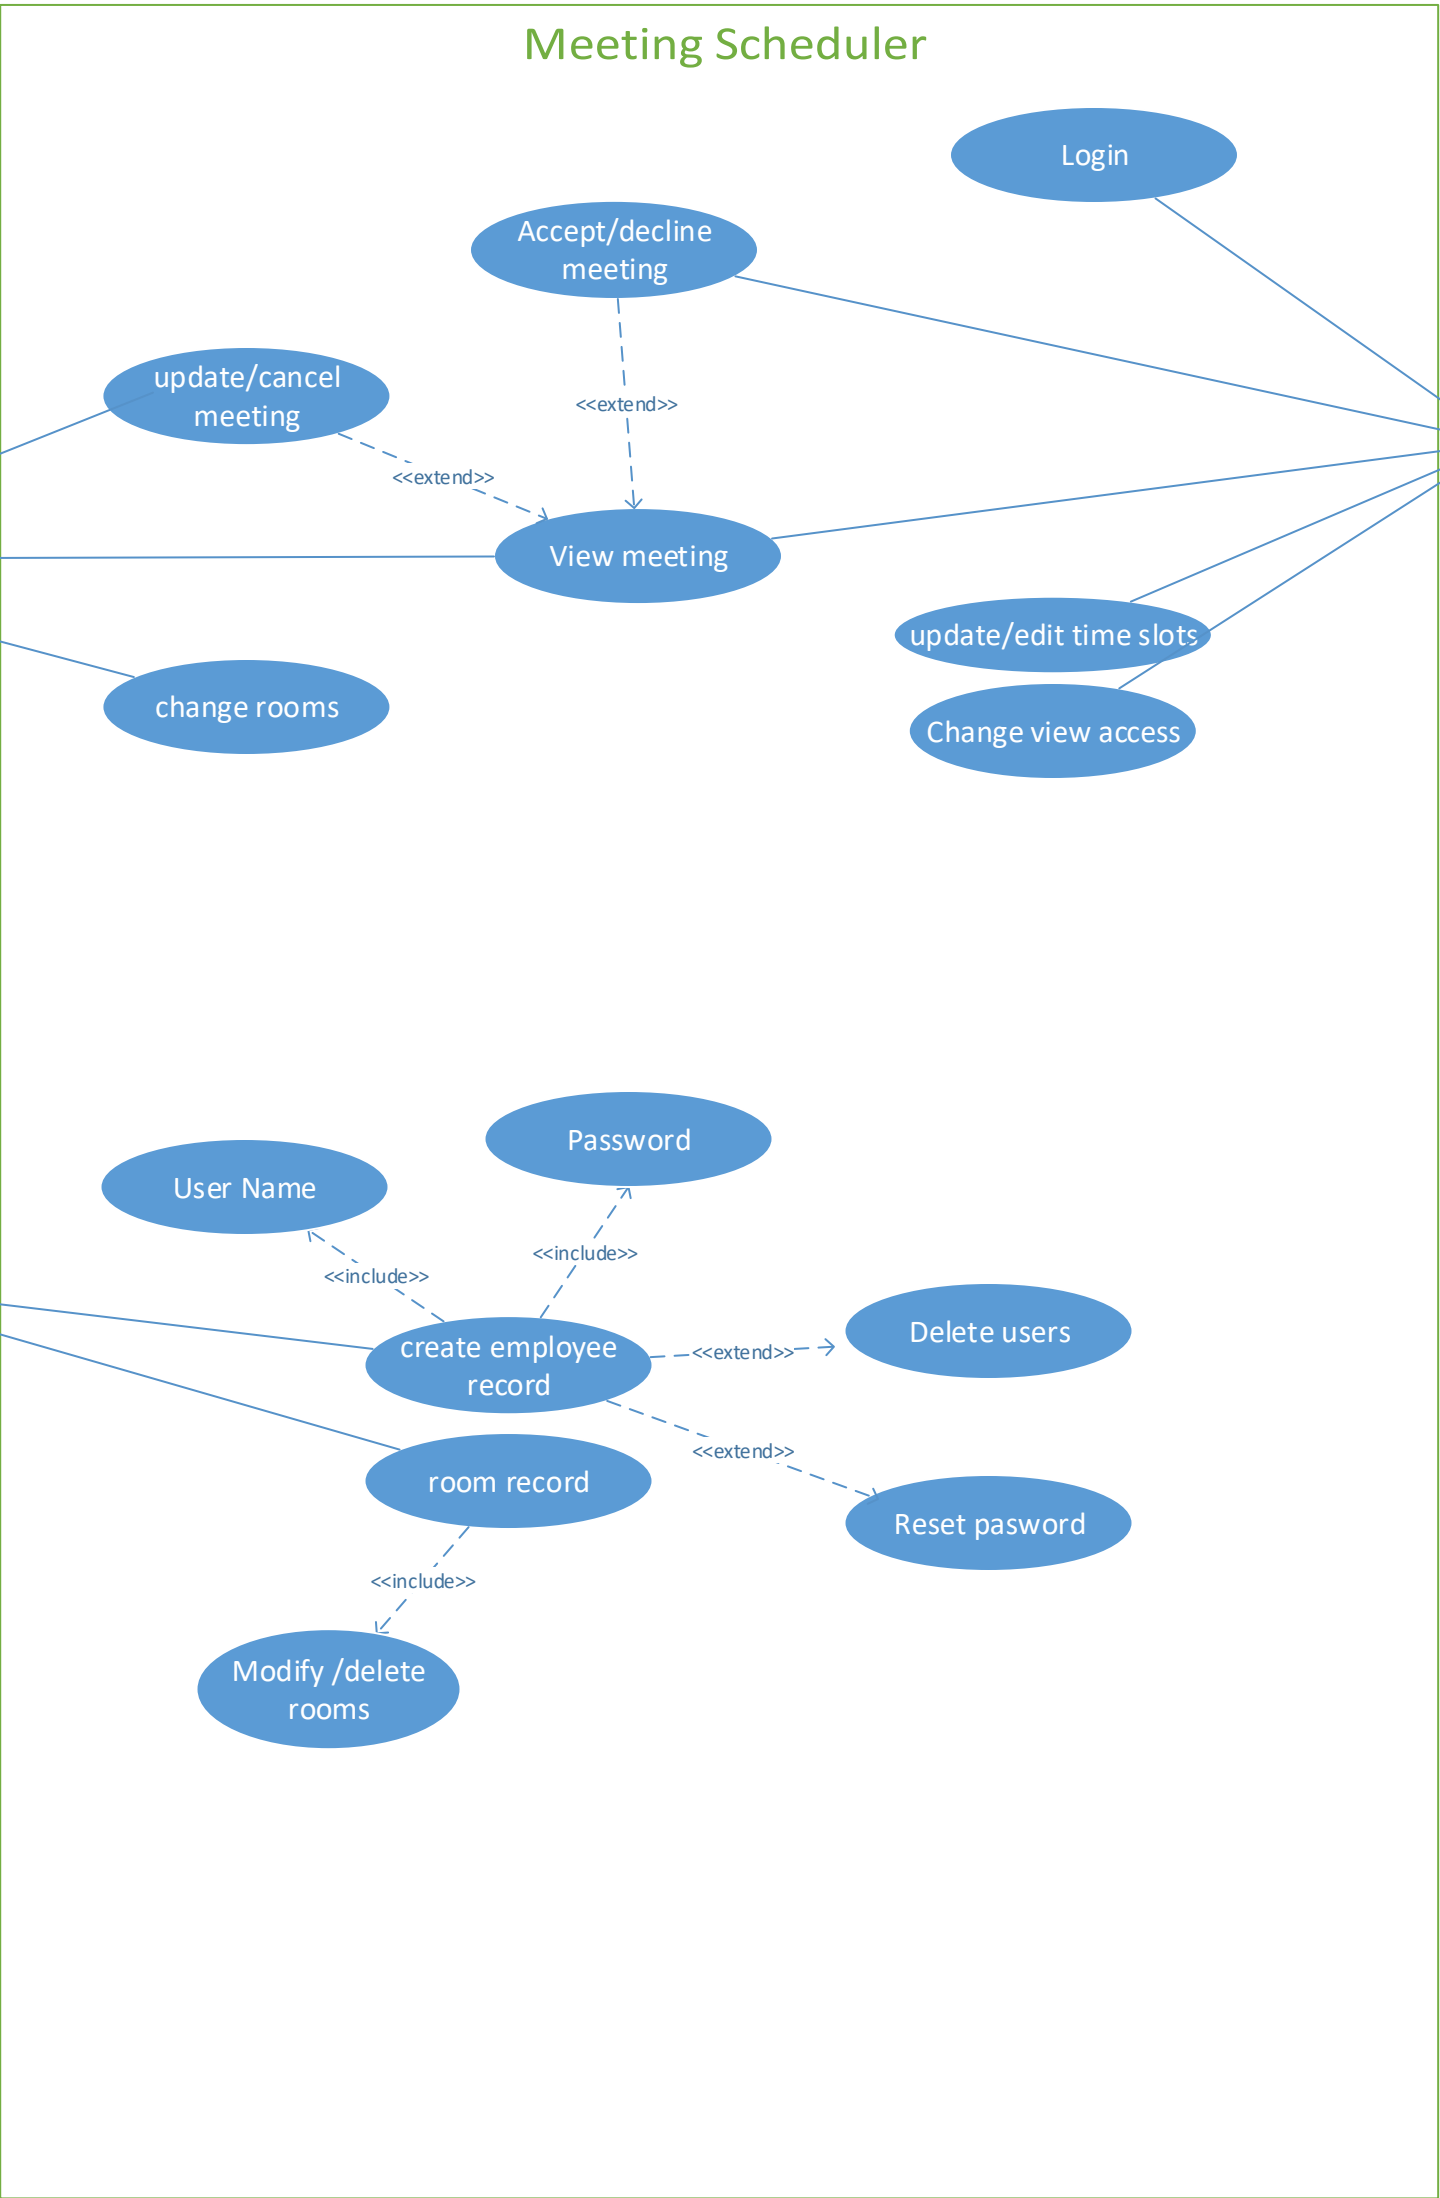 Meeting Scheduler
Login
Accept/decline
meeting
update/cancel
meeting
<<extend>>
<<extend>>
View meeting
update/edit time slots
change rooms
Change view access
Password
User Name
<<include>>
<<include>>
Delete users
create employee
record
<<extend>>
<<extend>>
room record
Reset pasword
<<include>>
Modify /delete
rooms